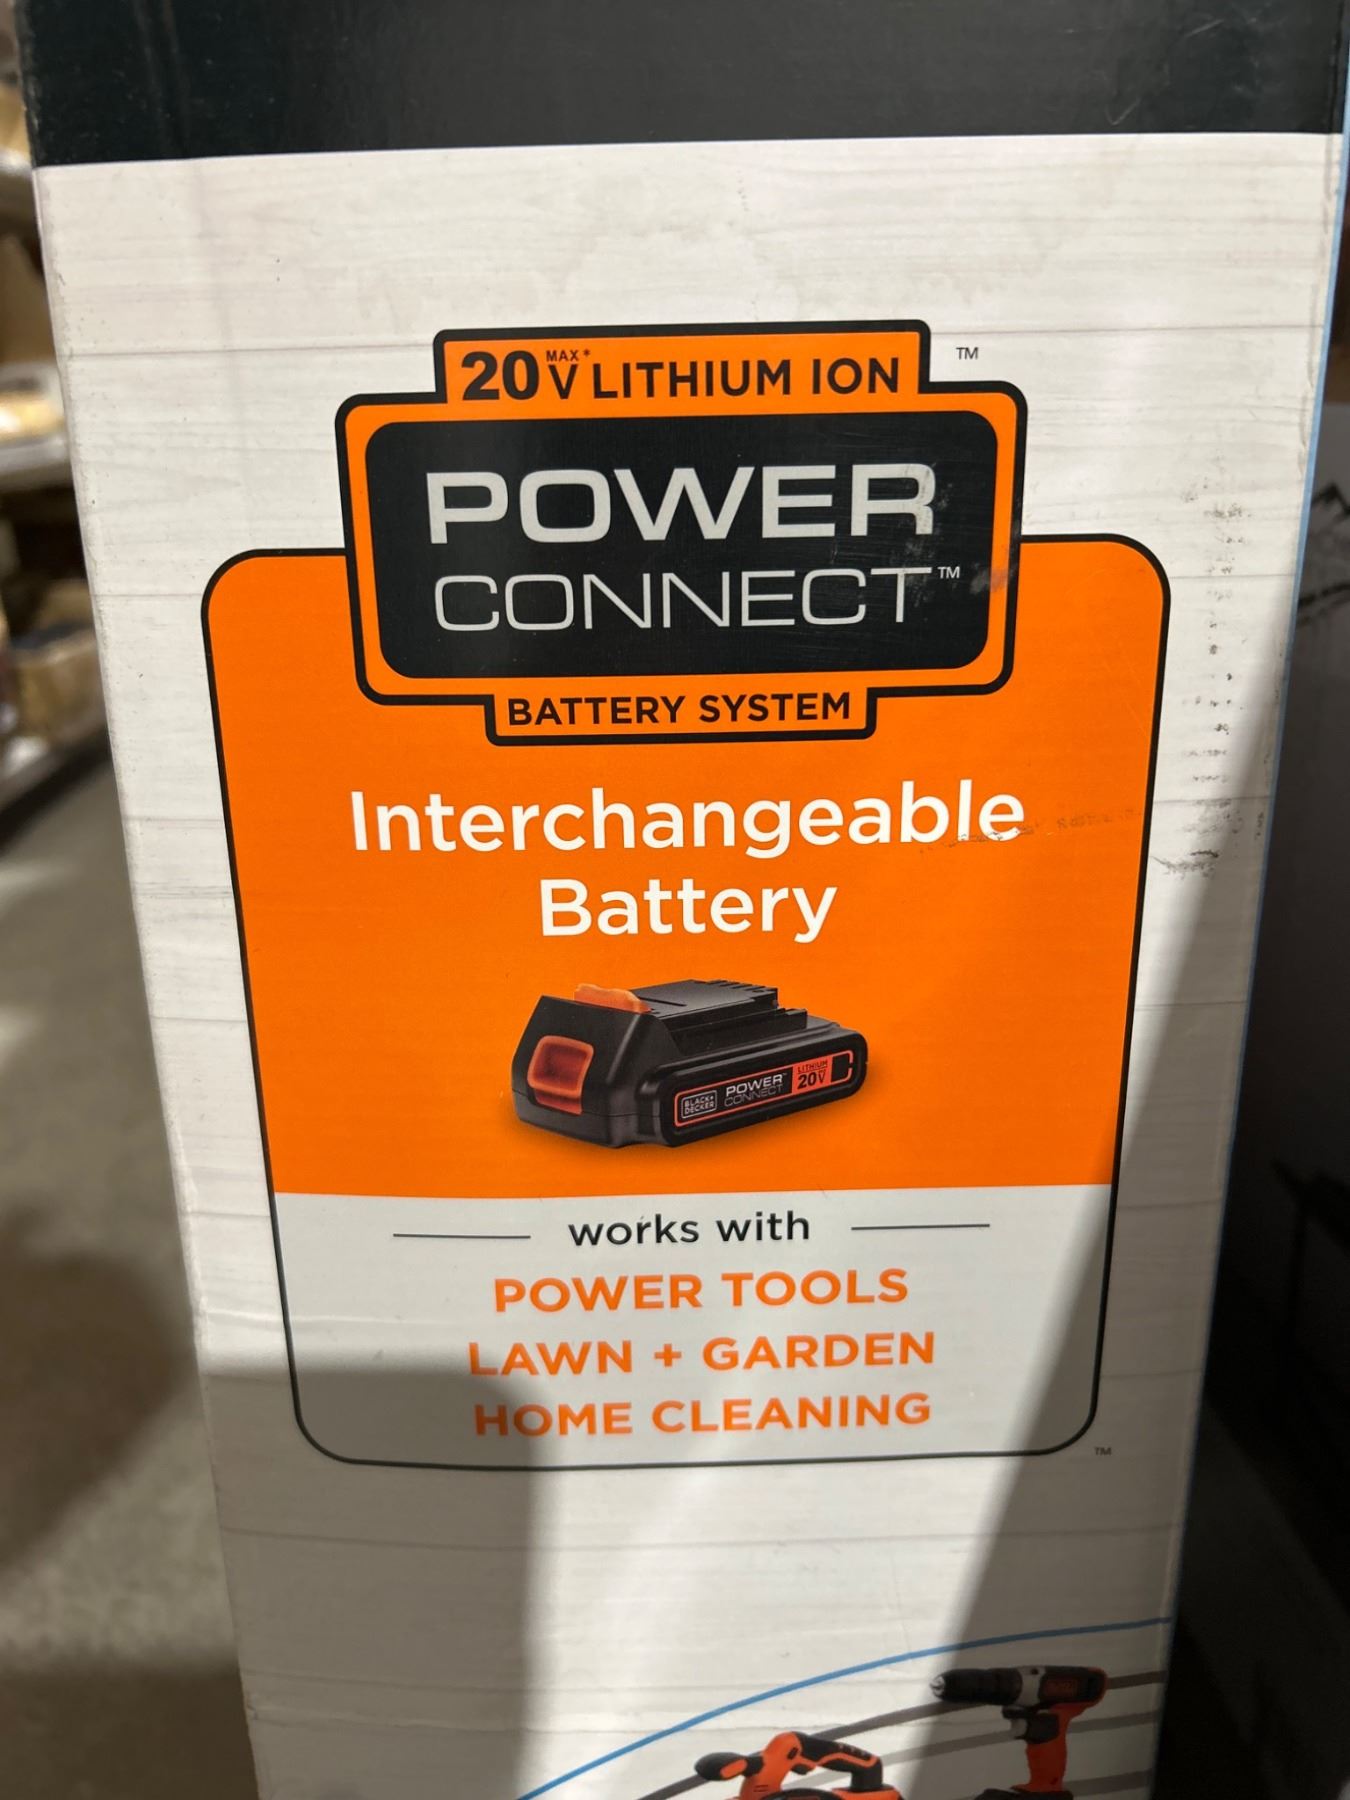 20V MAX* LITHIUM ION ™
POWER
CONNECT™
BATTERY SYSTEM
Interchangeable
Battery
BLACK+
DECKER
POWER
CONNECT™
LITHIUM
20V
works with
POWER TOOLS
LAWN + GARDEN
HOME CLEANING
™